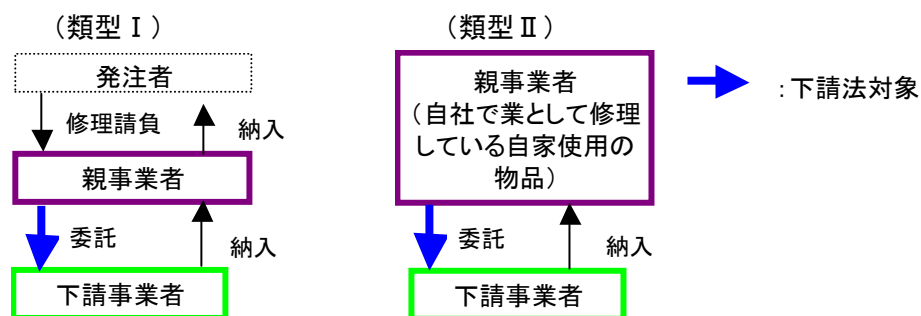 （類型Ⅰ）
発注者
修理請負
納入
親事業者
委託
納入
下請事業者
（類型Ⅱ）
親事業者
（自社で業として修理
している自家使用の
物品）
委託
納入
下請事業者
：下請法対象